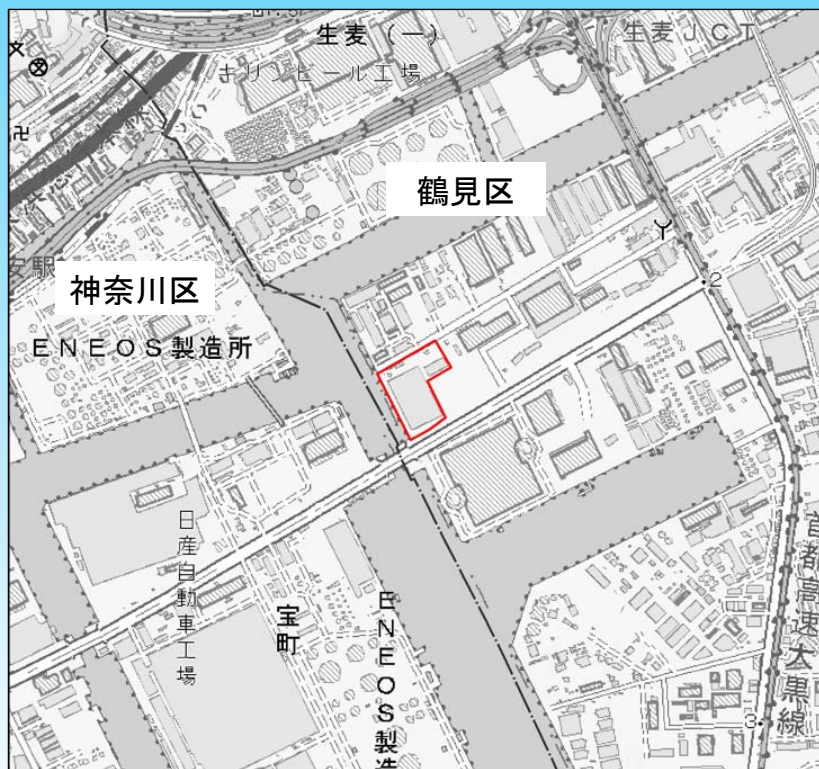 生麦(一)
生麦JCT
キリンビール工場
鶴見区
安駅
神奈川区
2
ENEOS製造所
日産自動車工場
宝町
ENEOS製造
首都高速大黒線
3